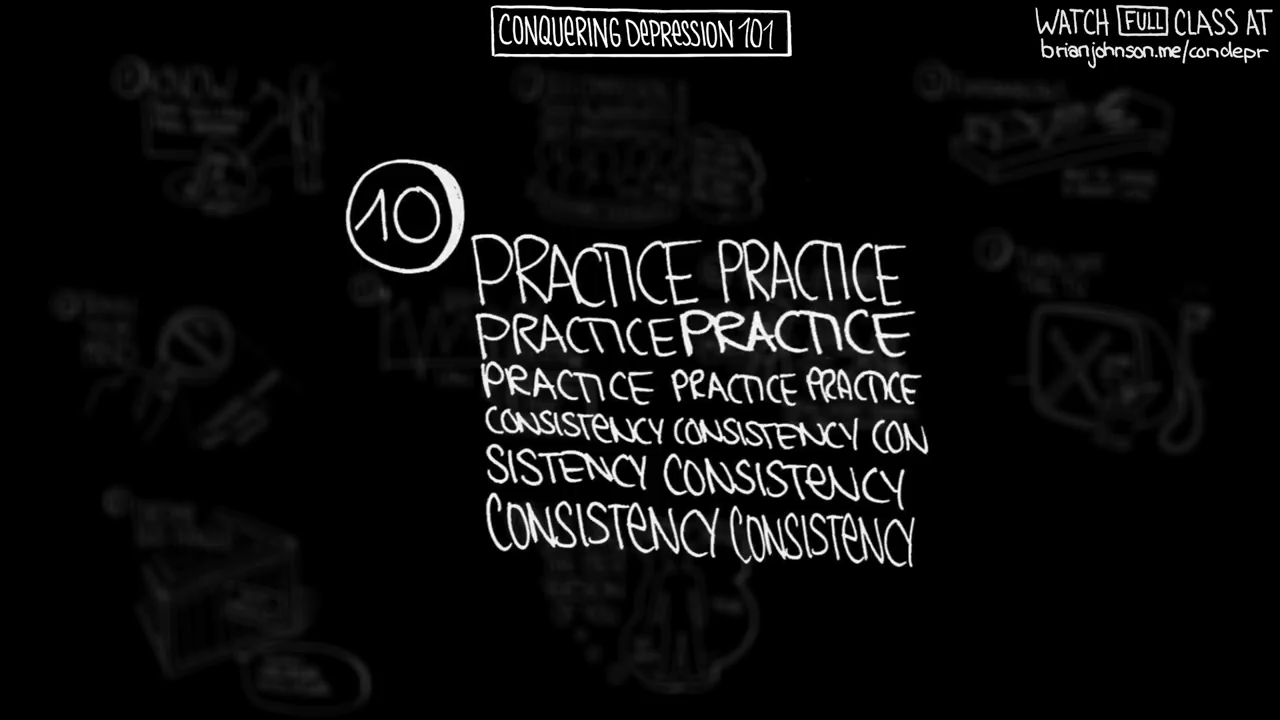 CONQUERING DEPRESSION 101
WATCH FULL CLASS AT
brianjohnson.me/condepr
10
PRACTICE PRACTICE
PRACTICE PRACTICE
PRACTICE PRACTICE PRACTICE
CONSISTENCY CONSISTENCY CON
SISTENCY CONSISTENCY
CONSISTENCY CONSISTENCY